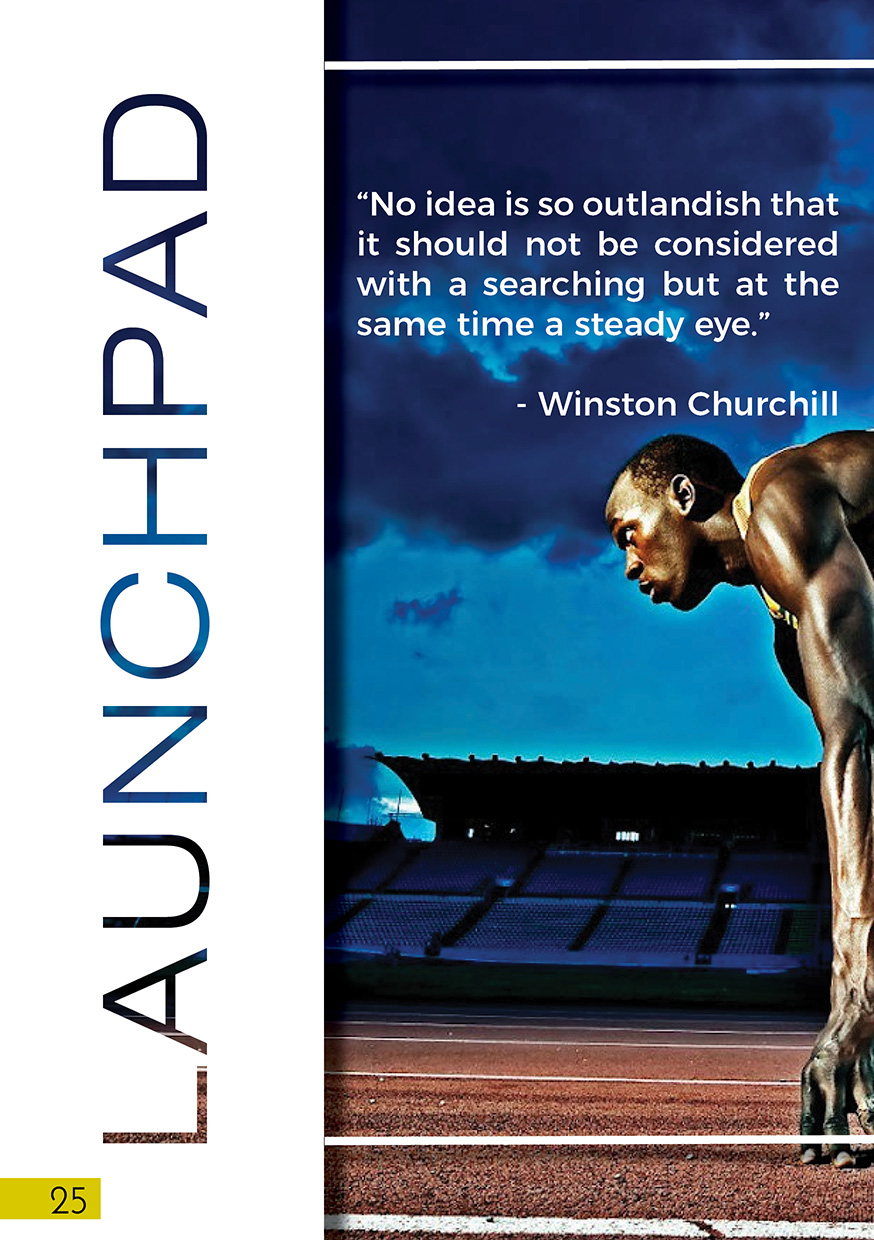 LAUNCHPAD
“No idea is so outlandish that
it should not be considered
with a searching but at the
same time a steady eye.”
- Winston Churchill
25